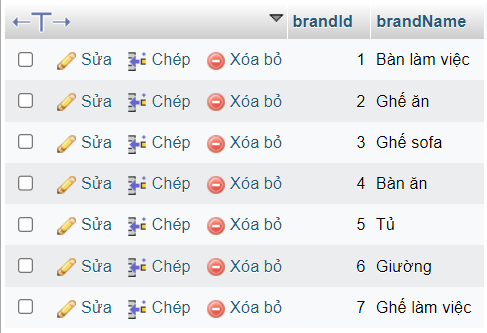 brandId brandName
Sửa Chép Xóa bỏ 1 Bàn làm việc
Sửa Chép Xóa bỏ 2 Ghế ăn
Sửa Chép Xóa bỏ 3 Ghế sofa
Sửa Chép Xóa bỏ 4 Bàn ăn
Sửa Chép Xóa bỏ 5 Tủ
Sửa Chép Xóa bỏ 6 Giường
Sửa Chép Xóa bỏ 7 Ghế làm việc